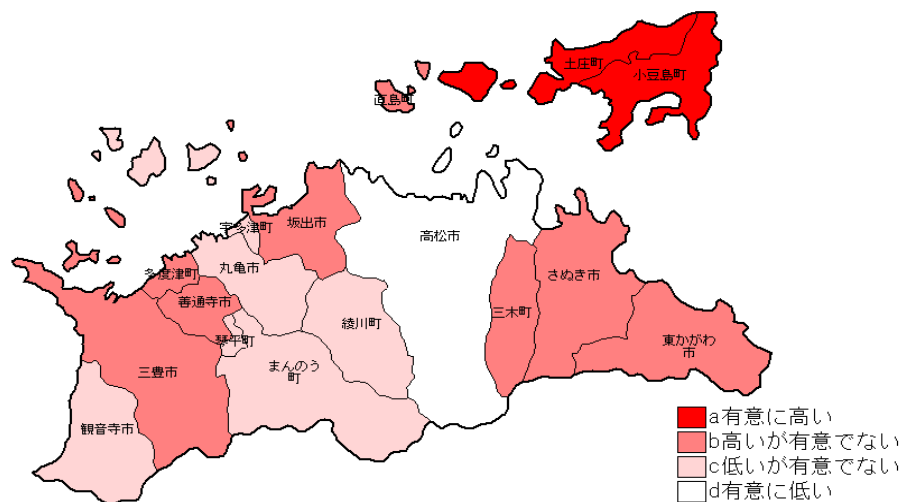 土庄町
小豆島町
直島町
宇多津町
坂出市
高松市
多度津町
丸亀市
さぬき市
善通寺市
三木町
綾川町
琴平町
東かがわ
市
三豊市
まんのう
町
観音寺市
a有意に高い
b高いが有意でない
c低いが有意でない
d有意に低い